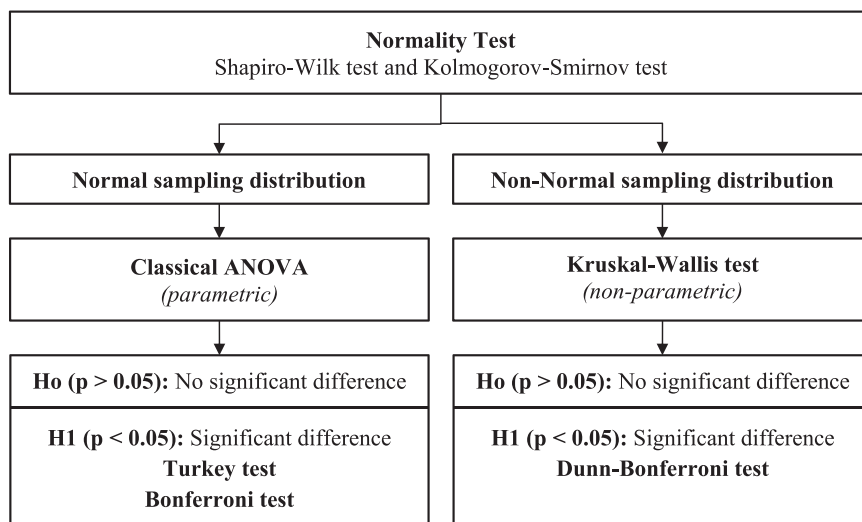 Normality Test
Shapiro-Wilk test and Kolmogorov-Smirnov test
Normal sampling distribution
Non-Normal sampling distribution
Classical ANOVA
(parametric)
Kruskal-Wallis test
(non-parametric)
Ho (p > 0.05): No significant difference
H1 (p < 0.05): Significant difference
Turkey test
Bonferroni test
Ho (p > 0.05): No significant difference
H1 (p < 0.05): Significant difference
Dunn-Bonferroni test